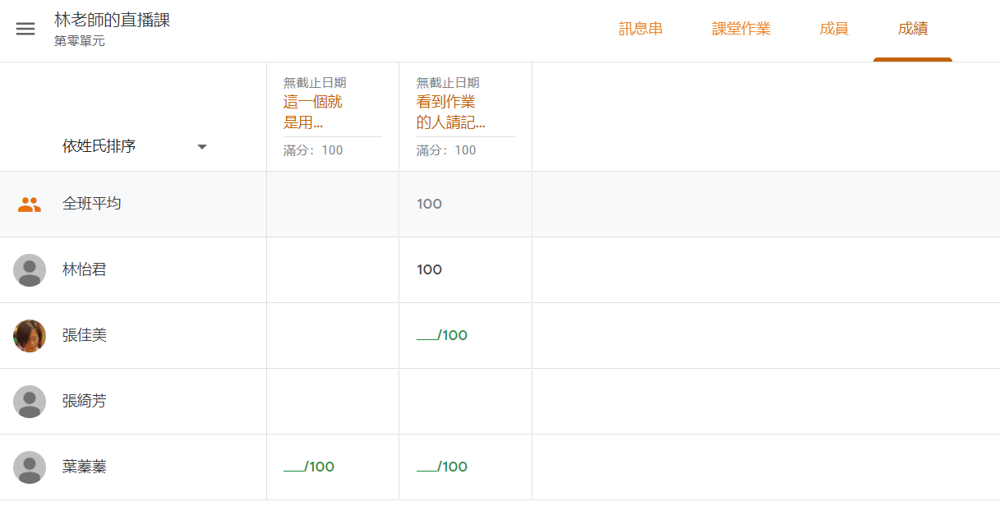 林老師的直播課
第零單元
訊息串
課堂作業
成員
成績
依姓氏排序
無截止日期
這一個就
是用...
滿分：100
無截止日期
看到作業
的人請記...
滿分：100
全班平均
100
林怡君
100
張佳美
___/100
張綺芳
葉蓁蓁
___/100
___/100